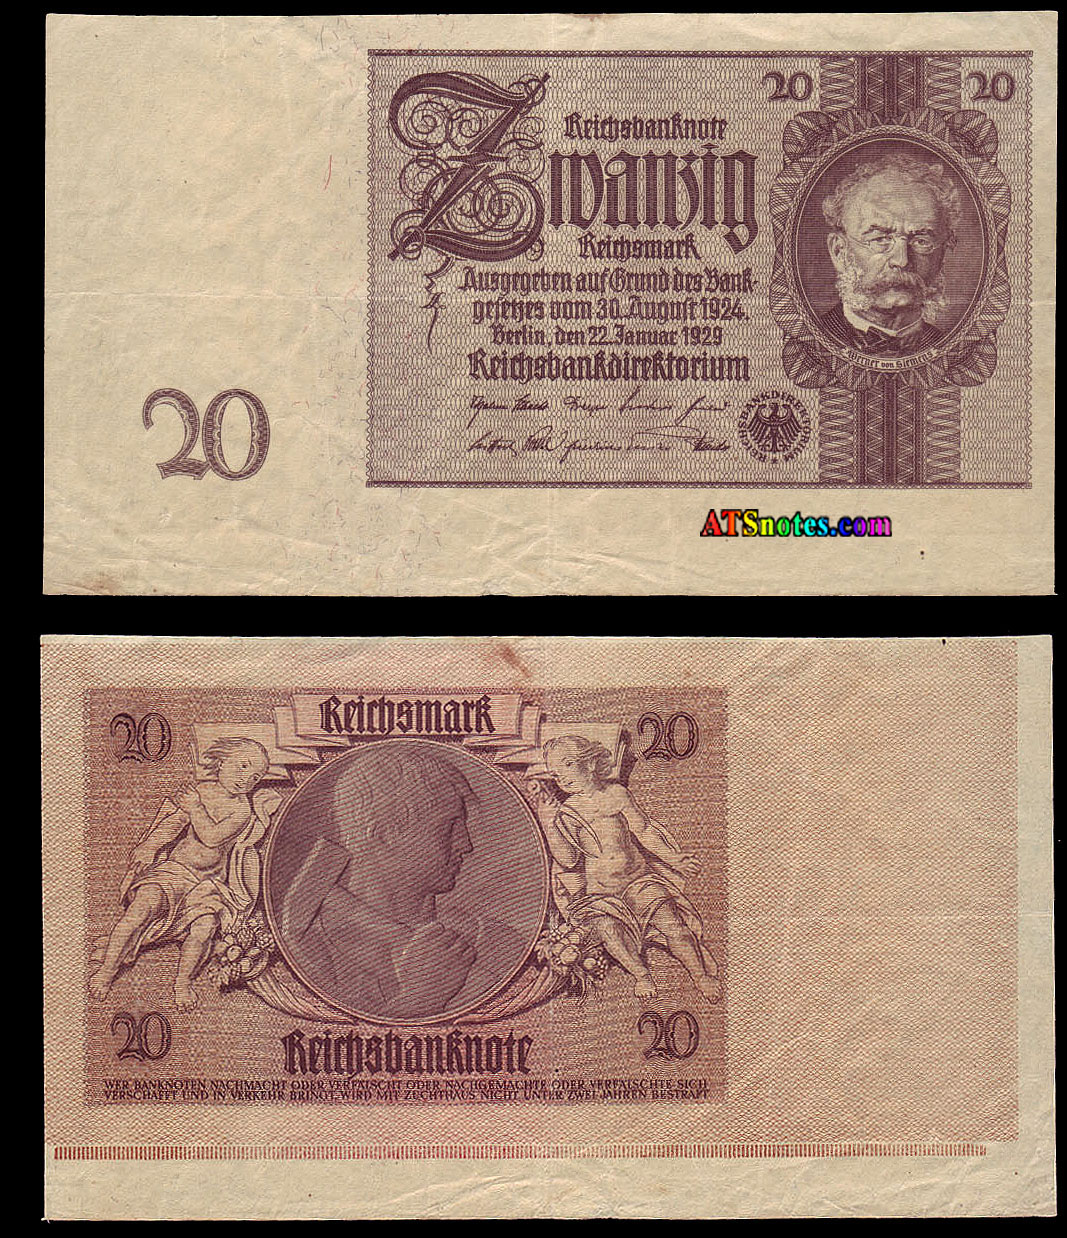 20 20
Reichsbanknote
Zwanzig
Reichsmark
Ausgegeben auf Grund des Bank-
gesetzes vom 30. August 1924.
Berlin, den 22. Januar 1929
Reichsbankdirektorium
Werner von Siemens
REICHSBANKDIREKTORIUM
20
ATSnotes.com
Reichsmark
20 20
20 20
Reichsbanknote
WER BANKNOTEN NACHMACHT ODER VERFÄLSCHT ODER NACHGEMACHTE ODER VERFÄLSCHTE SICH
VERSCHAFFT UND IN VERKEHR BRINGT, WIRD MIT ZUCHTHAUS NICHT UNTER ZWEI JAHREN BESTRAFT